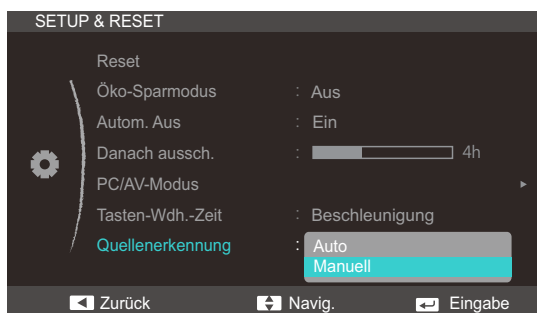 SETUP & RESET
Reset
Öko-Sparmodus : Aus
Autom. Aus : Ein
Danach aussch. : 4h
PC/AV-Modus
Tasten-Wdh.-Zeit : Beschleunigung
Quellenerkennung : Auto
Manuell
Zurück Navig. Eingabe